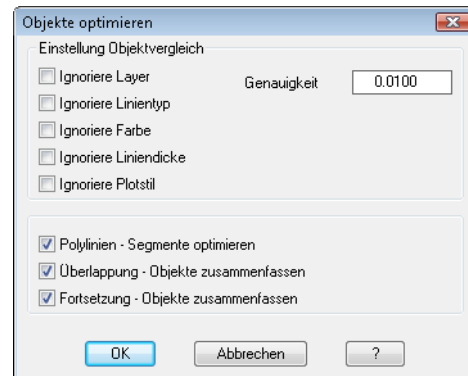 Objekte optimieren
Einstellung Objektvergleich
Ignoriere Layer
Genauigkeit 0.0100
Ignoriere Linientyp
Ignoriere Farbe
Ignoriere Liniendicke
Ignoriere Plotstil
Polylinien - Segmente optimieren
Überlappung - Objekte zusammenfassen
Fortsetzung - Objekte zusammenfassen
OK Abbrechen ?